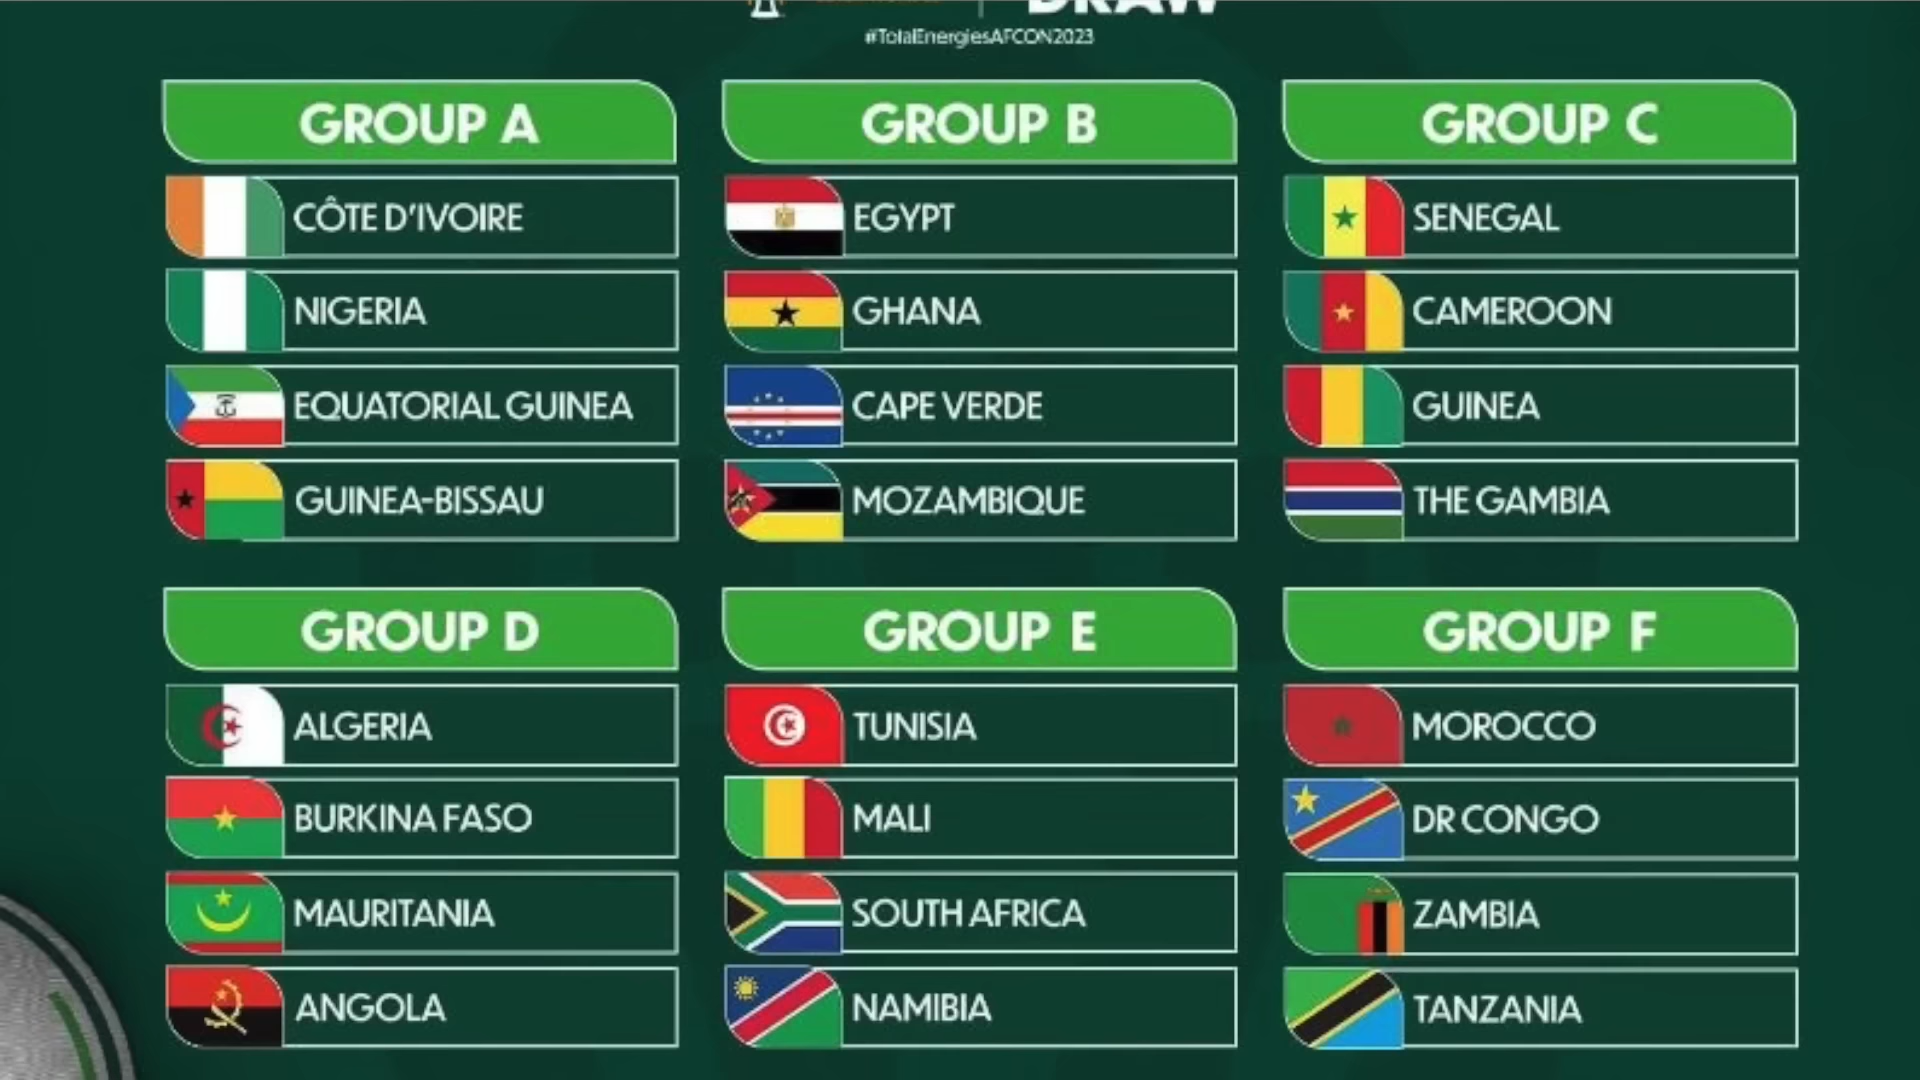 DRAW
#TotalEnergiesAFCON2023
GROUP A
CÔTE D'IVOIRE
NIGERIA
EQUATORIAL GUINEA
GUINEA-BISSAU
GROUP B
EGYPT
GHANA
CAPE VERDE
MOZAMBIQUE
GROUP C
SENEGAL
CAMEROON
GUINEA
THE GAMBIA
GROUP D
ALGERIA
BURKINA FASO
MAURITANIA
ANGOLA
GROUP E
TUNISIA
MALI
SOUTH AFRICA
NAMIBIA
GROUP F
MOROCCO
DR CONGO
ZAMBIA
TANZANIA